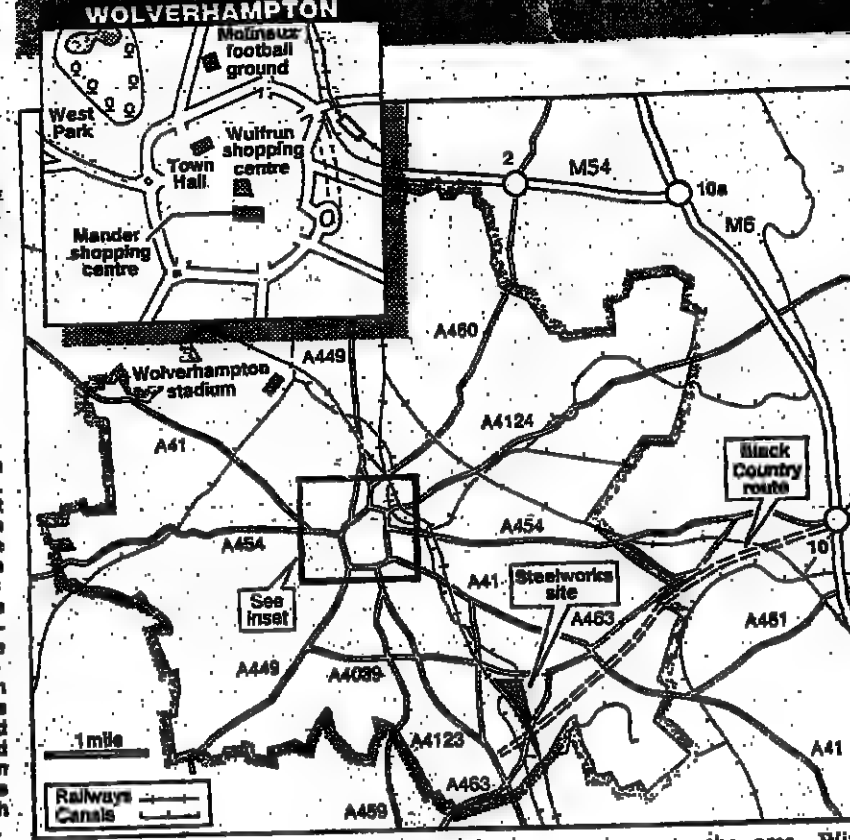 WOLVERHAMPTON
Molineux
football
ground
West
Park
Wulfrun
shopping
centre
Town
Hall
Mander
shopping
centre
2
M54
10a
M6
A460
A449
Wolverhampton
stadium
A4124
A41
Black
Country
route
A454
A454
10
See
inset
A41
Steelworks
site
A463
A461
A449
A4039
1 mile
A4123
A41
A463
A459
Railways
Canals